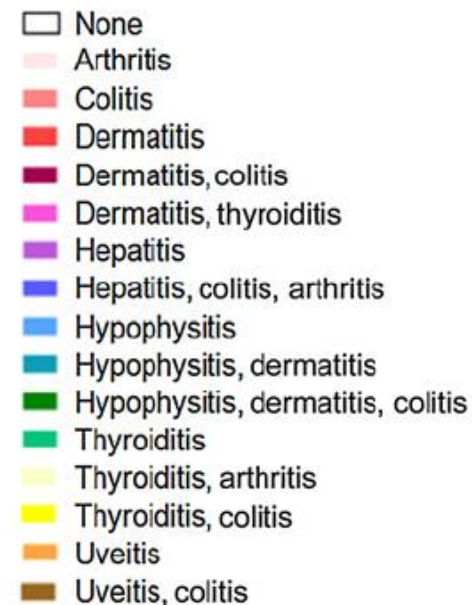 None
Arthritis
Colitis
Dermatitis
Dermatitis, colitis
Dermatitis, thyroiditis
Hepatitis
Hepatitis, colitis, arthritis
Hypophysitis
Hypophysitis, dermatitis
Hypophysitis, dermatitis, colitis
Thyroiditis
Thyroiditis, arthritis
Thyroiditis, colitis
Uveitis
Uveitis, colitis